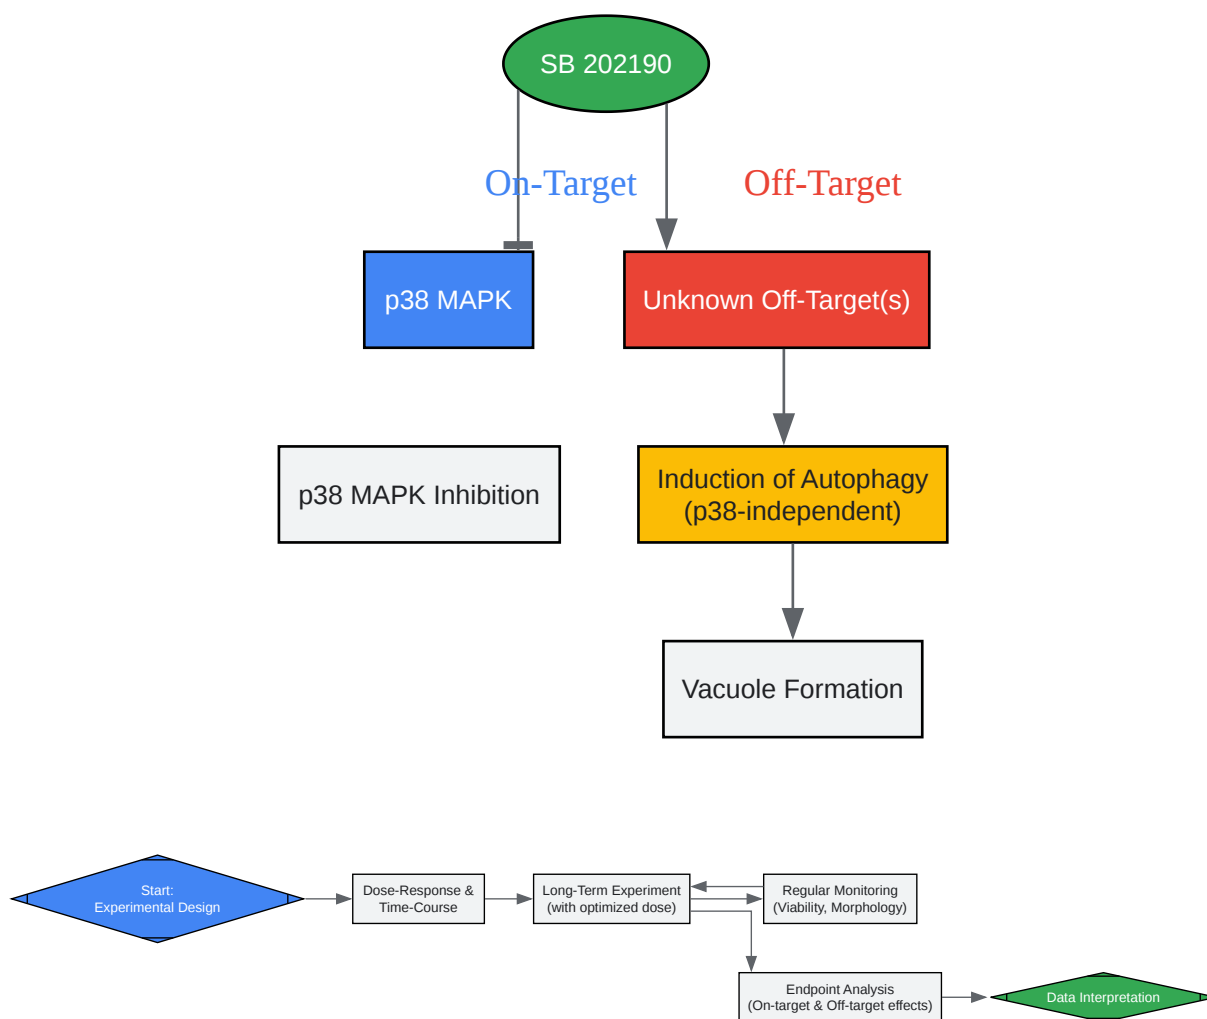 SB 202190
On-Target
Off-Target
p38 MAPK
Unknown Off-Target(s)
p38 MAPK Inhibition
Induction of Autophagy
(p38-independent)
Vacuole Formation
Start:
Experimental Design
Dose-Response &
Time-Course
Long-Term Experiment
(with optimized dose)
Regular Monitoring
(Viability, Morphology)
Endpoint Analysis
(On-target & Off-target effects)
Data Interpretation